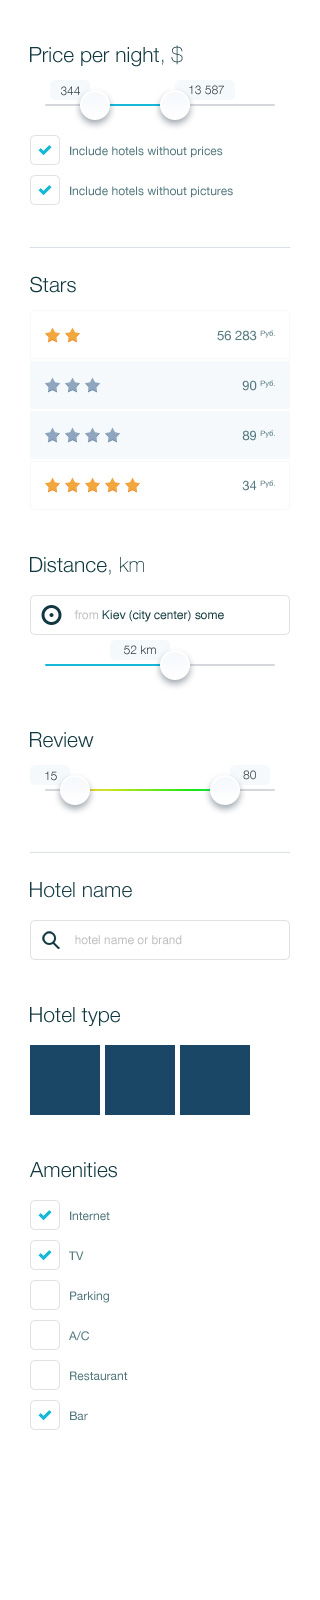 Price per night, $
344
13 587
Include hotels without prices
Include hotels without pictures
Stars
56 283 Руб.
90 Руб.
89 Руб.
34 Руб.
Distance, km
from Kiev (city center) some
52 km
Review
15
80
Hotel name
hotel name or brand
Hotel type
Amenities
Internet
TV
Parking
A/C
Restaurant
Bar